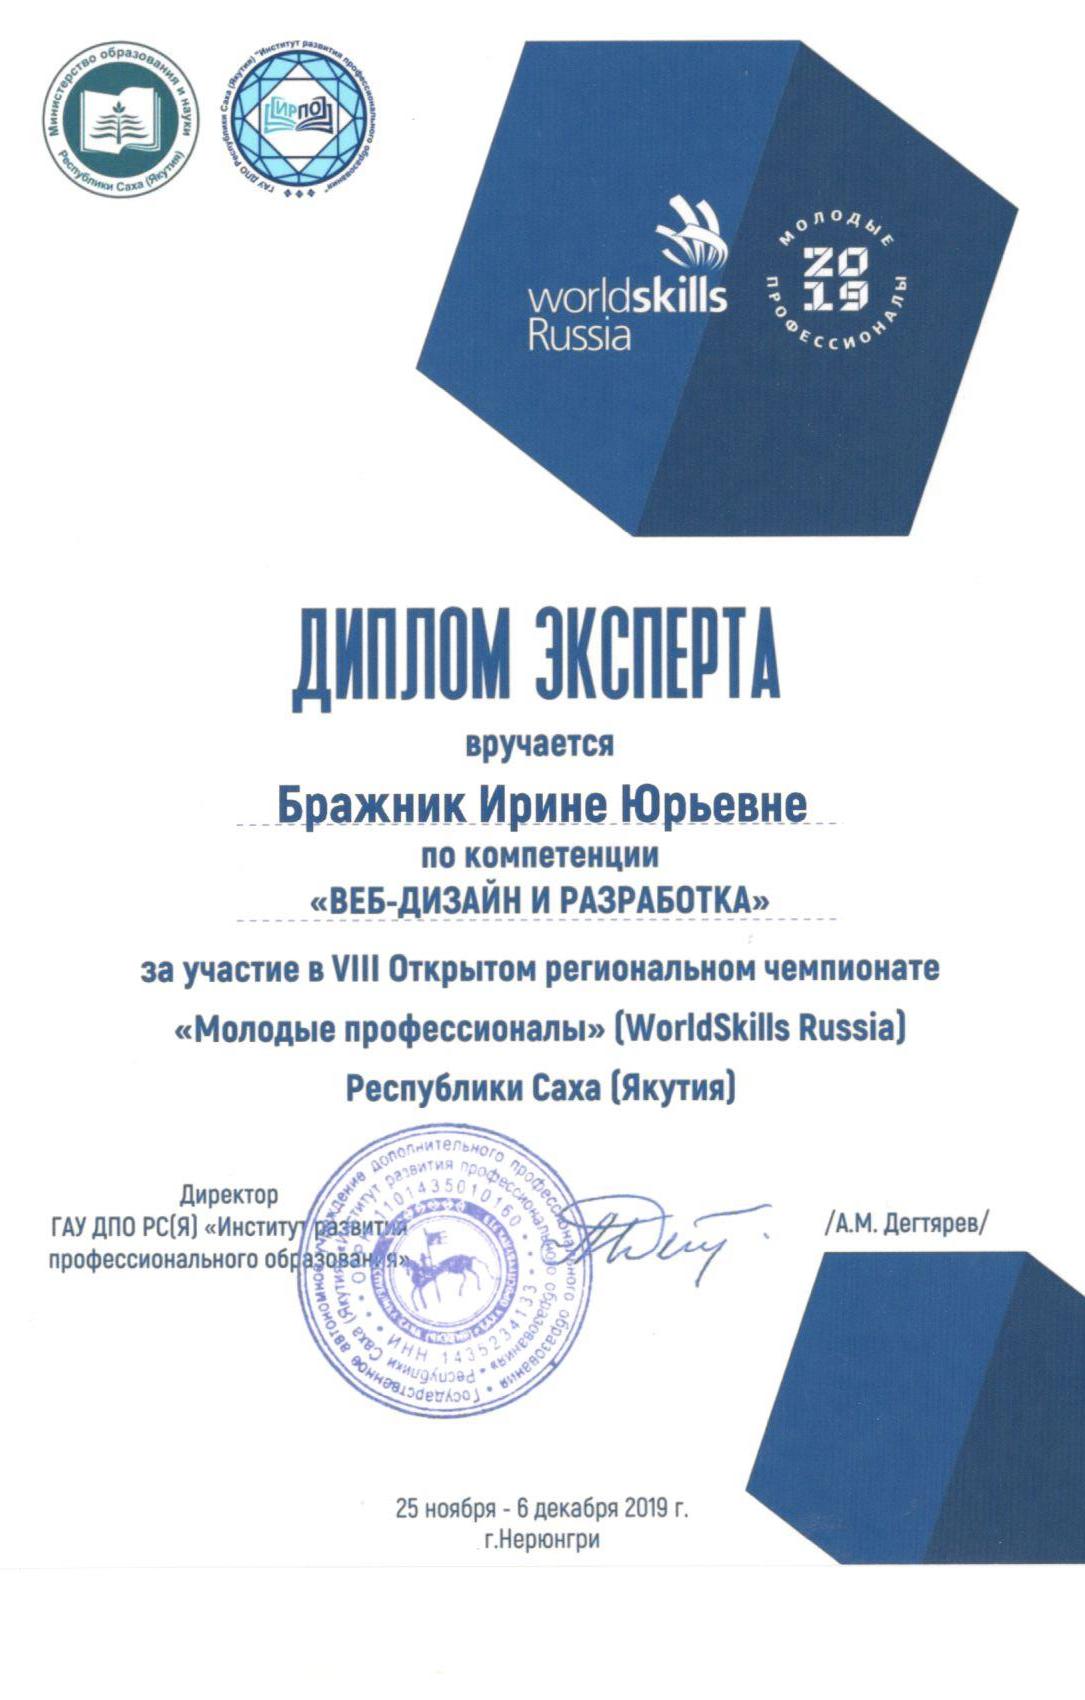 Министерство образования и науки
Республики Саха (Якутия)
ГАУ ДПО Республики Саха (Якутия) "Институт развития профессионального образования"
ИРПО
worldskills
Russia
МОЛОДЫЕ
2019
ПРОФЕССИОНАЛЫ
ДИПЛОМ ЭКСПЕРТА
вручается
Бражник Ирине Юрьевне
по компетенции
«ВЕБ-ДИЗАЙН И РАЗРАБОТКА»
за участие в VIII Открытом региональном чемпионате
«Молодые профессионалы» (WorldSkills Russia)
Республики Саха (Якутия)
Директор
ГАУ ДПО РС(Я) «Институт развития
профессионального образования»
/А.М. Дегтярев/
Государственное автономное учреждение дополнительного профессионального образования
Республики Саха (Якутия) «Институт развития профессионального образования»
ОГРН 1101435010160
ИНН 1435234133
25 ноября - 6 декабря 2019 г.
г.Нерюнгри